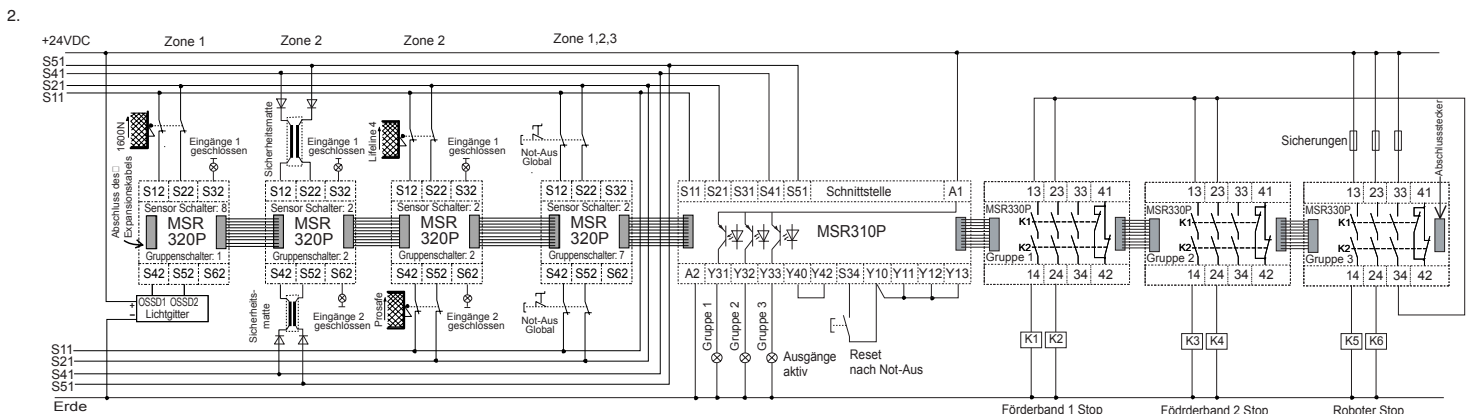 2.
+24VDC Zone 1 Zone 2 Zone 2 Zone 1,2,3
S51
S41
S21
S11
1600N
Sicherheitsmatte
Lifeline 4
Eingänge 1
geschlossen
Eingänge 1
geschlossen
Eingänge 1
geschlossen
Not-Aus
Global
Sicherungen
Abschlussstecker
Abschluss des
Expansionskabels
S12 S22 S32
S12 S22 S32
S12 S22 S32
S12 S22 S32
S11 S21 S31 S41 S51 Schnittstelle A1
13 23 33 41
13 23 33 41
13 23 33 41
Sensor Schalter: 8
MSR
320P
Gruppenschalter: 1
Sensor Schalter: 2
MSR
320P
Gruppenschalter: 2
Sensor Schalter: 2
MSR
320P
Gruppenschalter: 2
Sensor Schalter: 2
MSR
320P
Gruppenschalter: 7
MSR310P
MSR330P
K1
K2
Gruppe 1
MSR330P
K1
K2
Gruppe 2
MSR330P
K1
K2
Gruppe 3
S42 S52 S62
S42 S52 S62
S42 S52 S62
S42 S52 S62
A2 Y31 Y32 Y33 Y40 Y42 S34 Y10 Y11 Y12 Y13
14 24 34 42
14 24 34 42
14 24 34 42
+
−
OSSD1 OSSD2
Lichtgitter
Sicherheits-
matte
Eingänge 2
geschlossen
Prosafe
Eingänge 2
geschlossen
Not-Aus
Global
Gruppe 1
Gruppe 2
Gruppe 3
Ausgänge
aktiv
Reset
nach Not-Aus
K1 K2
K3 K4
K5 K6
S11
S21
S41
S51
Erde
Förderband 1 Stop
Födrderband 2 Stop
Roboter Stop